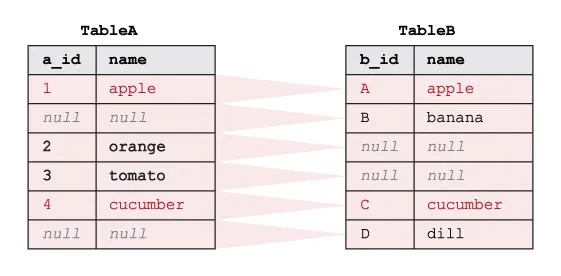 TableA TableB
a_id name b_id name
1 apple A apple
null null B banana
2 orange null null
3 tomato null null
4 cucumber C cucumber
null null D dill